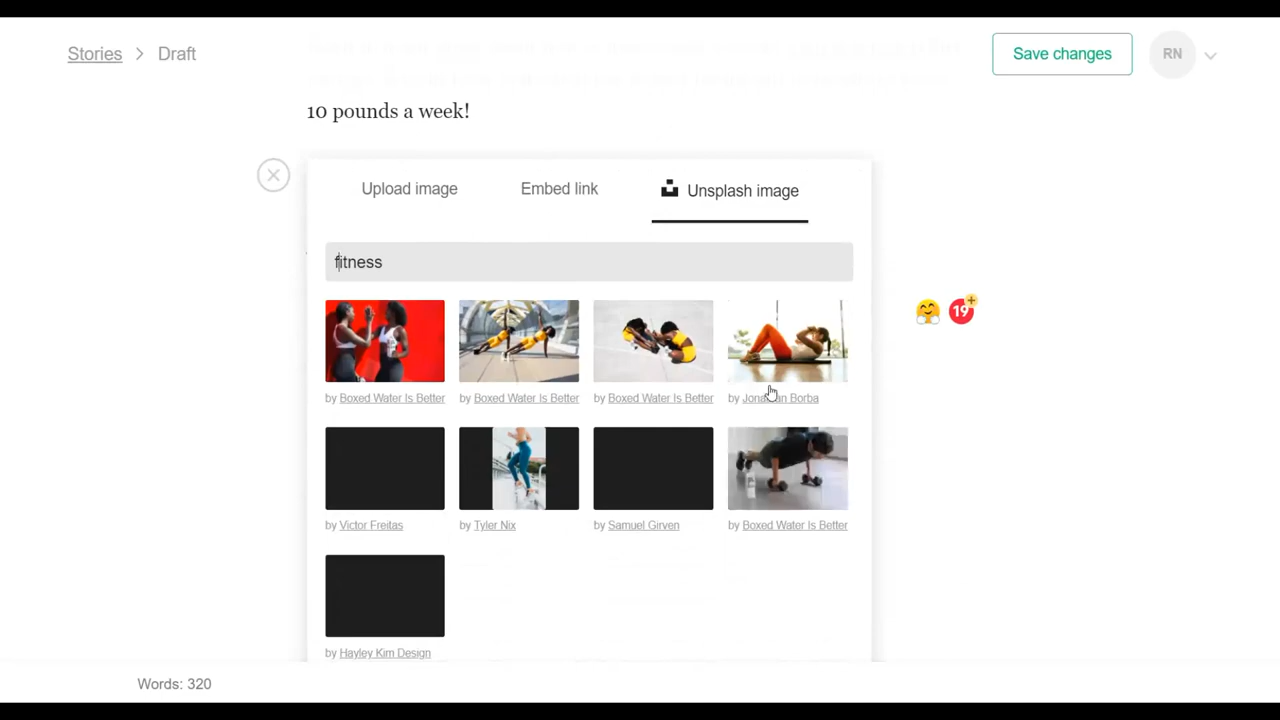 Stories > Draft
Save changes
RN
10 pounds a week!
Upload image
Embed link
Unsplash image
fitness
by Boxed Water Is Better
by Boxed Water Is Better
by Boxed Water Is Better
by Jonathan Borba
19
by Victor Freitas
by Tyler Nix
by Samuel Girven
by Boxed Water Is Better
by Hayley Kim Design
Words: 320